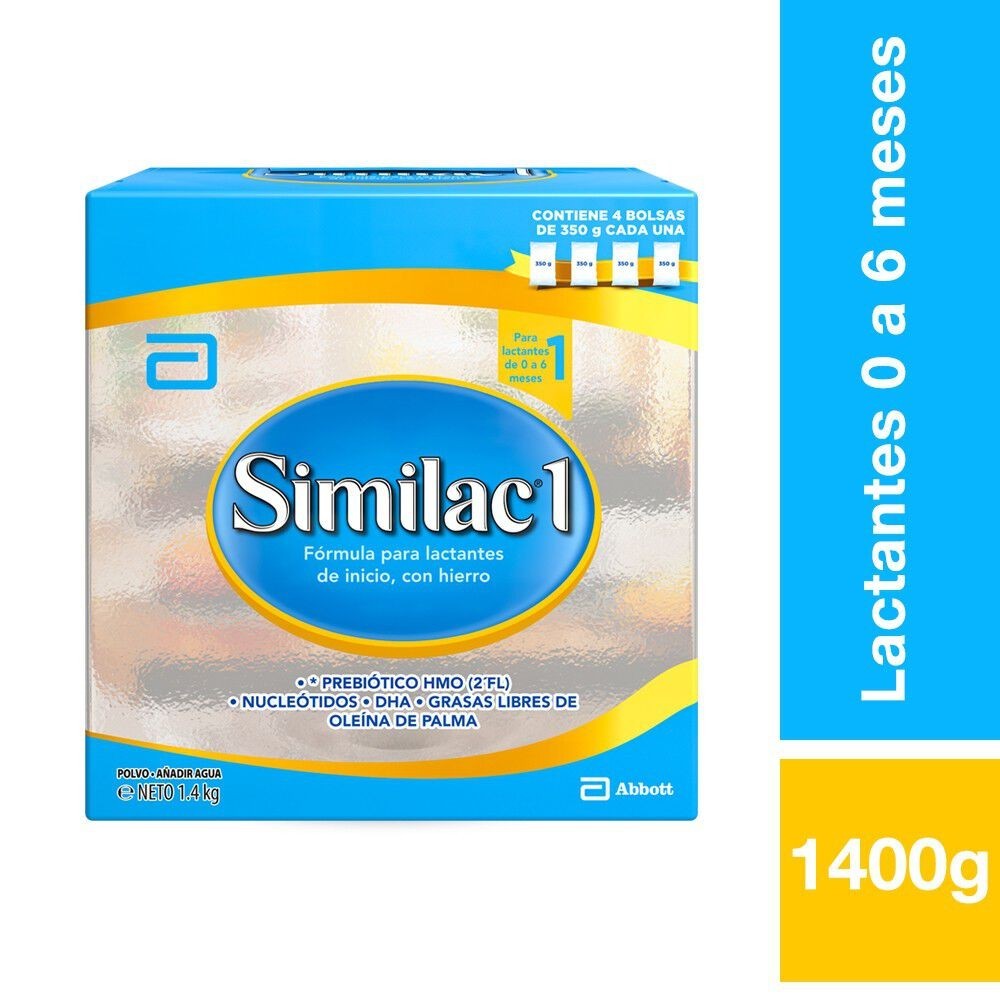 CONTIENE 4 BOLSAS
DE 350 g CADA UNA
350 g 350 g 350 g 350 g
Para
lactantes
de 0 a 6
meses
1
Similac®1
Fórmula para lactantes
de inicio, con hierro
• * PREBIÓTICO HMO (2'FL)
• NUCLEÓTIDOS • DHA • GRASAS LIBRES DE
OLEÍNA DE PALMA
POLVO - AÑADIR AGUA
℮ NETO 1.4 kg
Abbott
Lactantes 0 a 6 meses
1400g